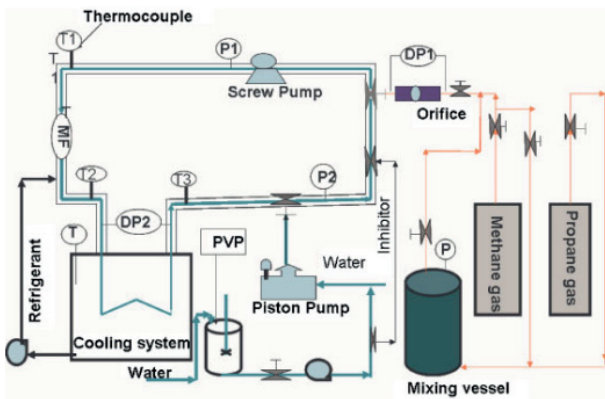 Thermocouple
T1
T
1
P1
Screw Pump
DP1
Orifice
MF
T2
T3
P2
DP2
T
PVP
Inhibitor
Water
Piston Pump
P
Methane gas
Propane gas
Refrigerant
Cooling system
Water
Mixing vessel